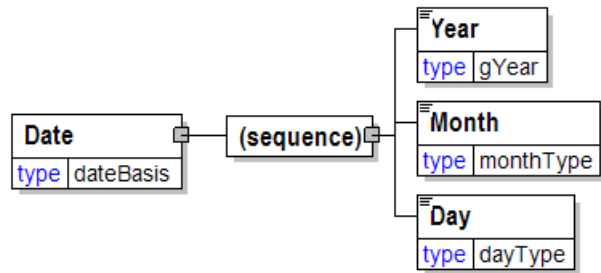 Year
type gYear
Date
type dateBasis
(sequence)
Month
type monthType
Day
type dayType